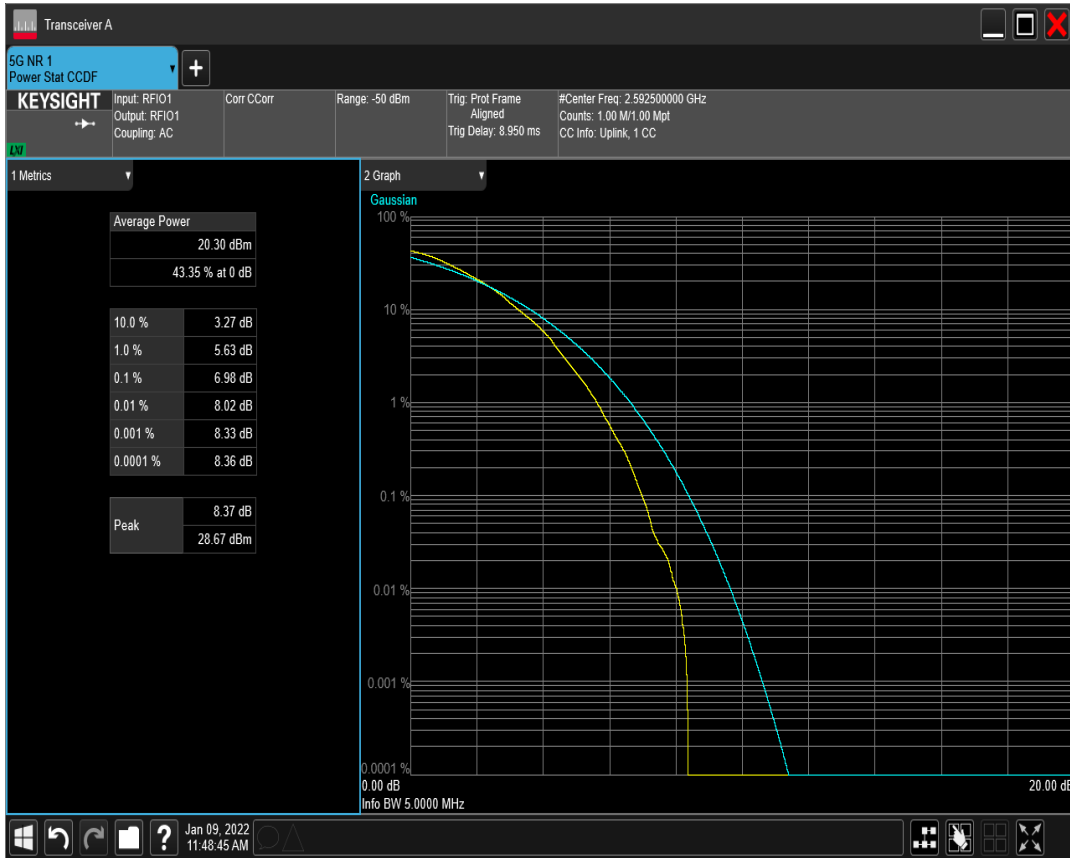 Transceiver A
5G NR 1
Power Stat CCDF
KEYSIGHT
LXI
Input: RFIO1
Output: RFIO1
Coupling: AC
Corr CCorr
Range: -50 dBm
Trig: Prot Frame
Aligned
Trig Delay: 8.950 ms
#Center Freq: 2.592500000 GHz
Counts: 1.00 M/1.00 Mpt
CC Info: Uplink, 1 CC
1 Metrics
Average Power
20.30 dBm
43.35 % at 0 dB
10.0 % 3.27 dB
1.0 % 5.63 dB
0.1 % 6.98 dB
0.01 % 8.02 dB
0.001 % 8.33 dB
0.0001 % 8.36 dB
Peak 8.37 dB
28.67 dBm
2 Graph
Gaussian
100 %
10 %
1 %
0.1 %
0.01 %
0.001 %
0.0001 %
0.00 dB 20.00 dB
Info BW 5.0000 MHz
? Jan 09, 2022
11:48:45 AM